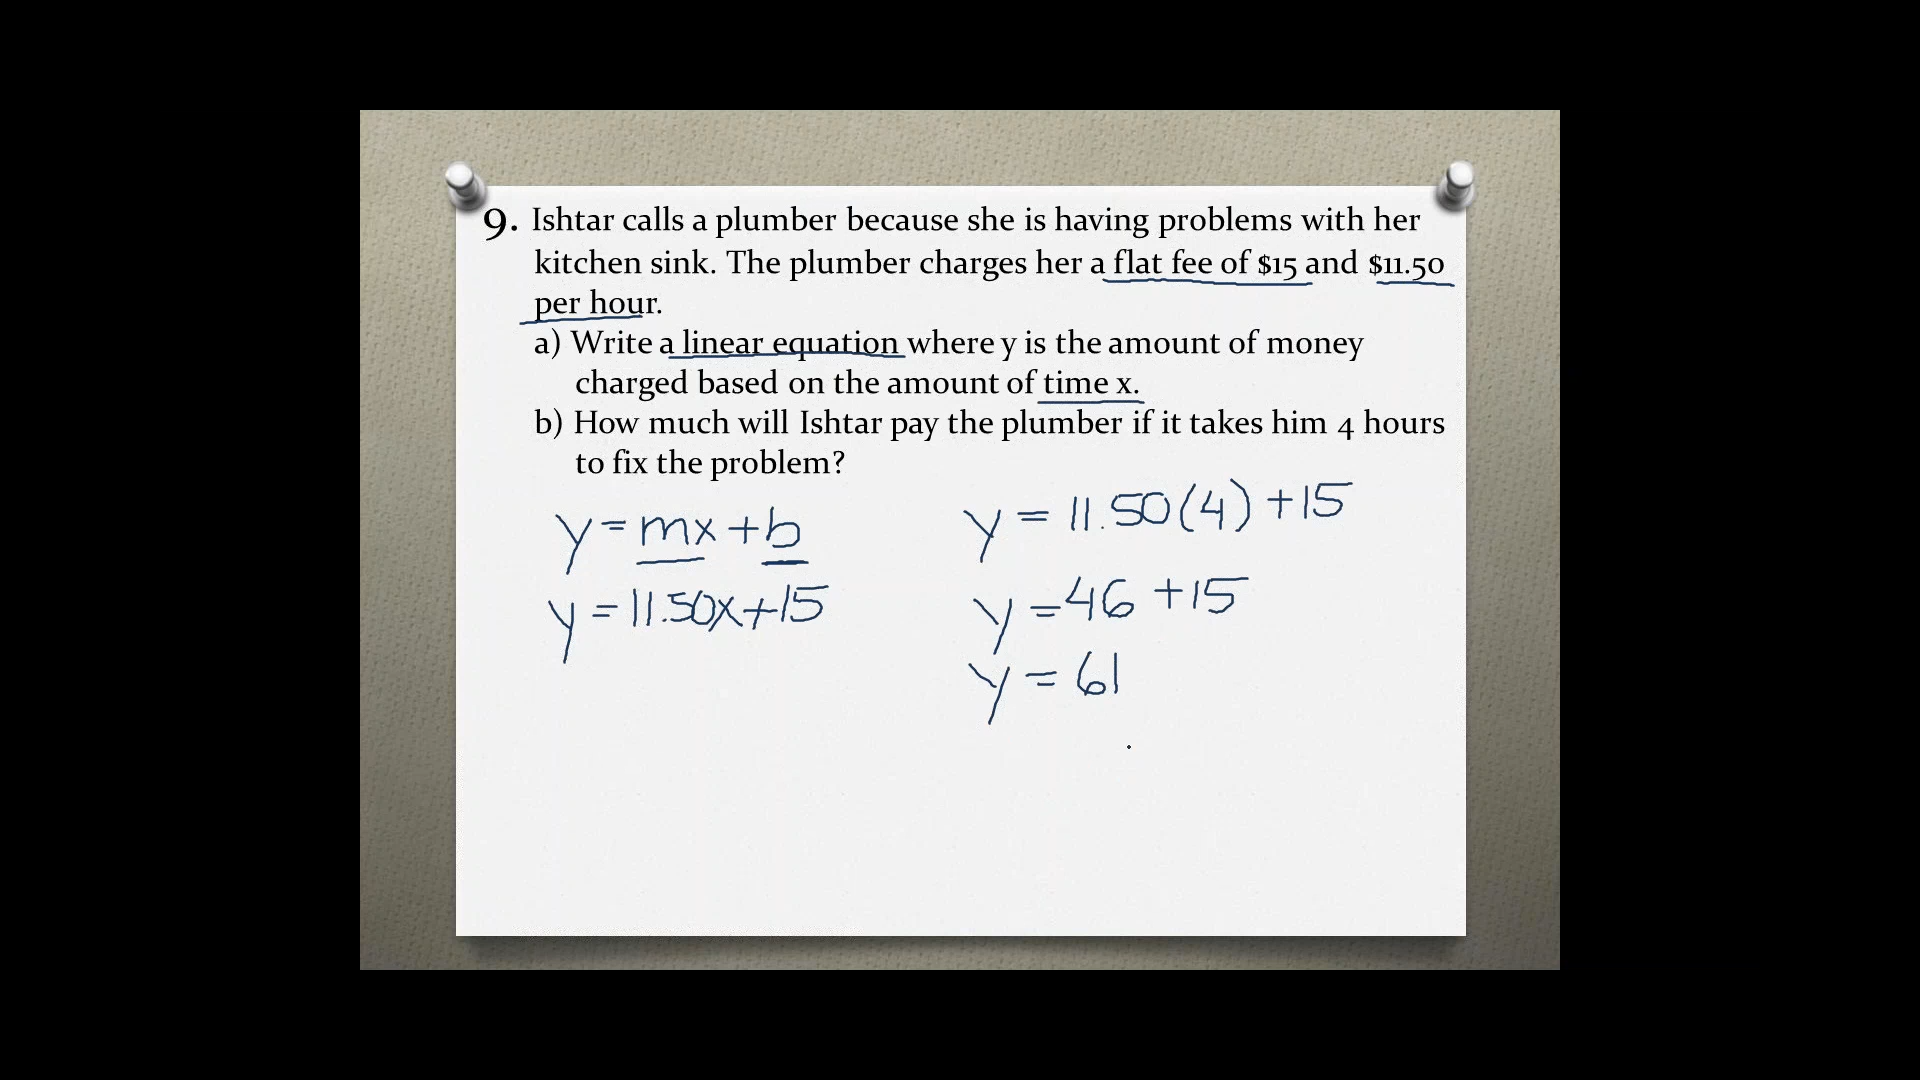 9. Ishtar calls a plumber because she is having problems with her
kitchen sink. The plumber charges her a flat fee of $15 and $11.50
per hour.
a) Write a linear equation where y is the amount of money
charged based on the amount of time x.
b) How much will Ishtar pay the plumber if it takes him 4 hours
to fix the problem?
y = mx + b
y = 11.50x + 15
y = 11.50(4) + 15
y = 46 + 15
y = 61